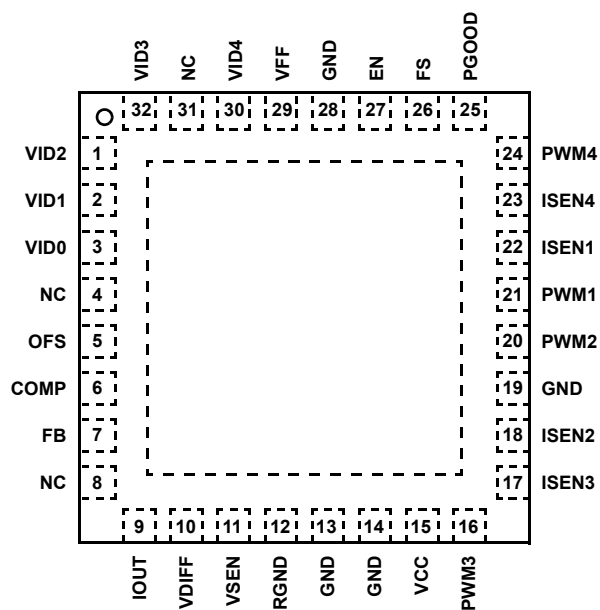 VID3 NC VID4 VFF GND EN FS PGOOD
32 31 30 29 28 27 26 25
VID2 1 24 PWM4
VID1 2 23 ISEN4
VID0 3 22 ISEN1
NC 4 21 PWM1
OFS 5 20 PWM2
COMP 6 19 GND
FB 7 18 ISEN2
NC 8 17 ISEN3
9 10 11 12 13 14 15 16
IOUT VDIFF VSEN RGND GND GND VCC PWM3